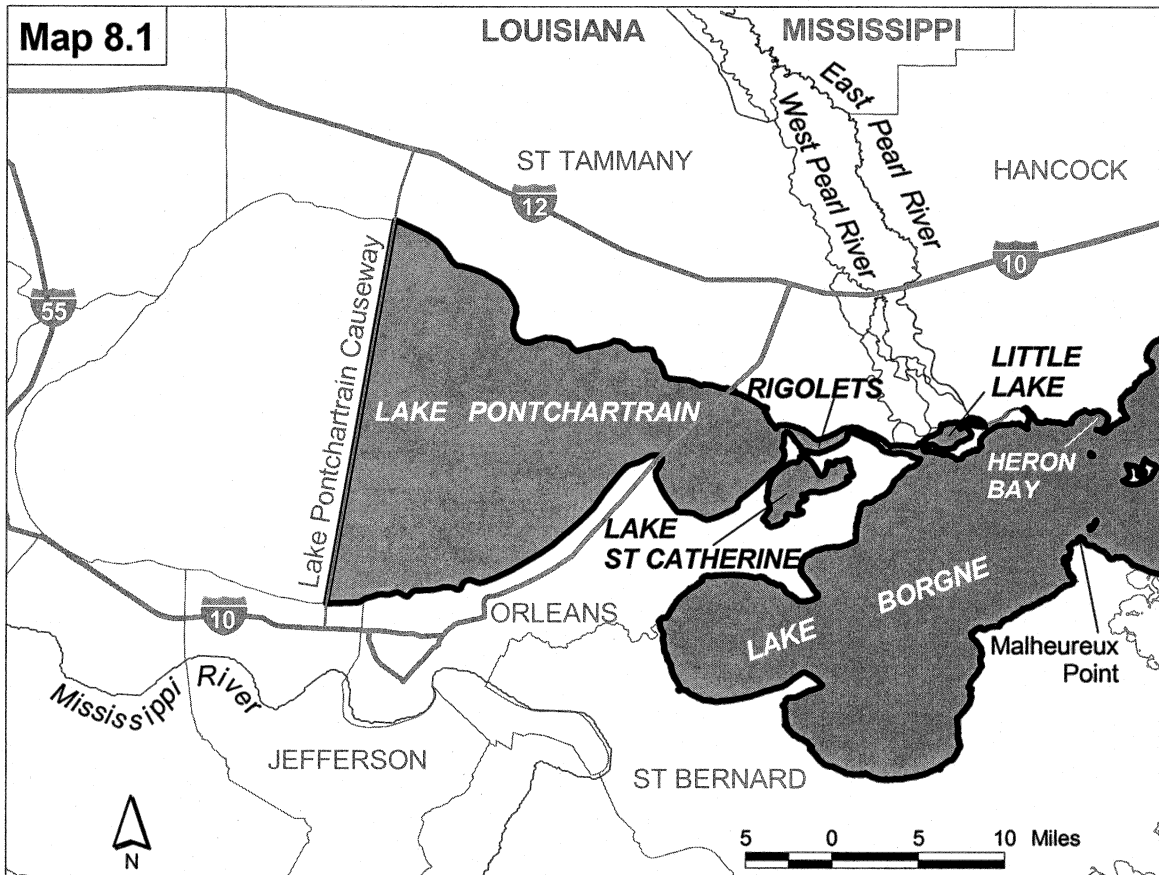 Map 8.1
LOUISIANA
MISSISSIPPI
East Pearl River
West Pearl River
ST TAMMANY
HANCOCK
12
10
55
Lake Pontchartrain Causeway
LAKE PONTCHARTRAIN
RIGOLETS
LITTLE
LAKE
HERON
BAY
LAKE
ST CATHERINE
LAKE BORGNE
10
ORLEANS
Malheureux
Point
Mississippi River
JEFFERSON
ST BERNARD
N
5 0 5 10 Miles